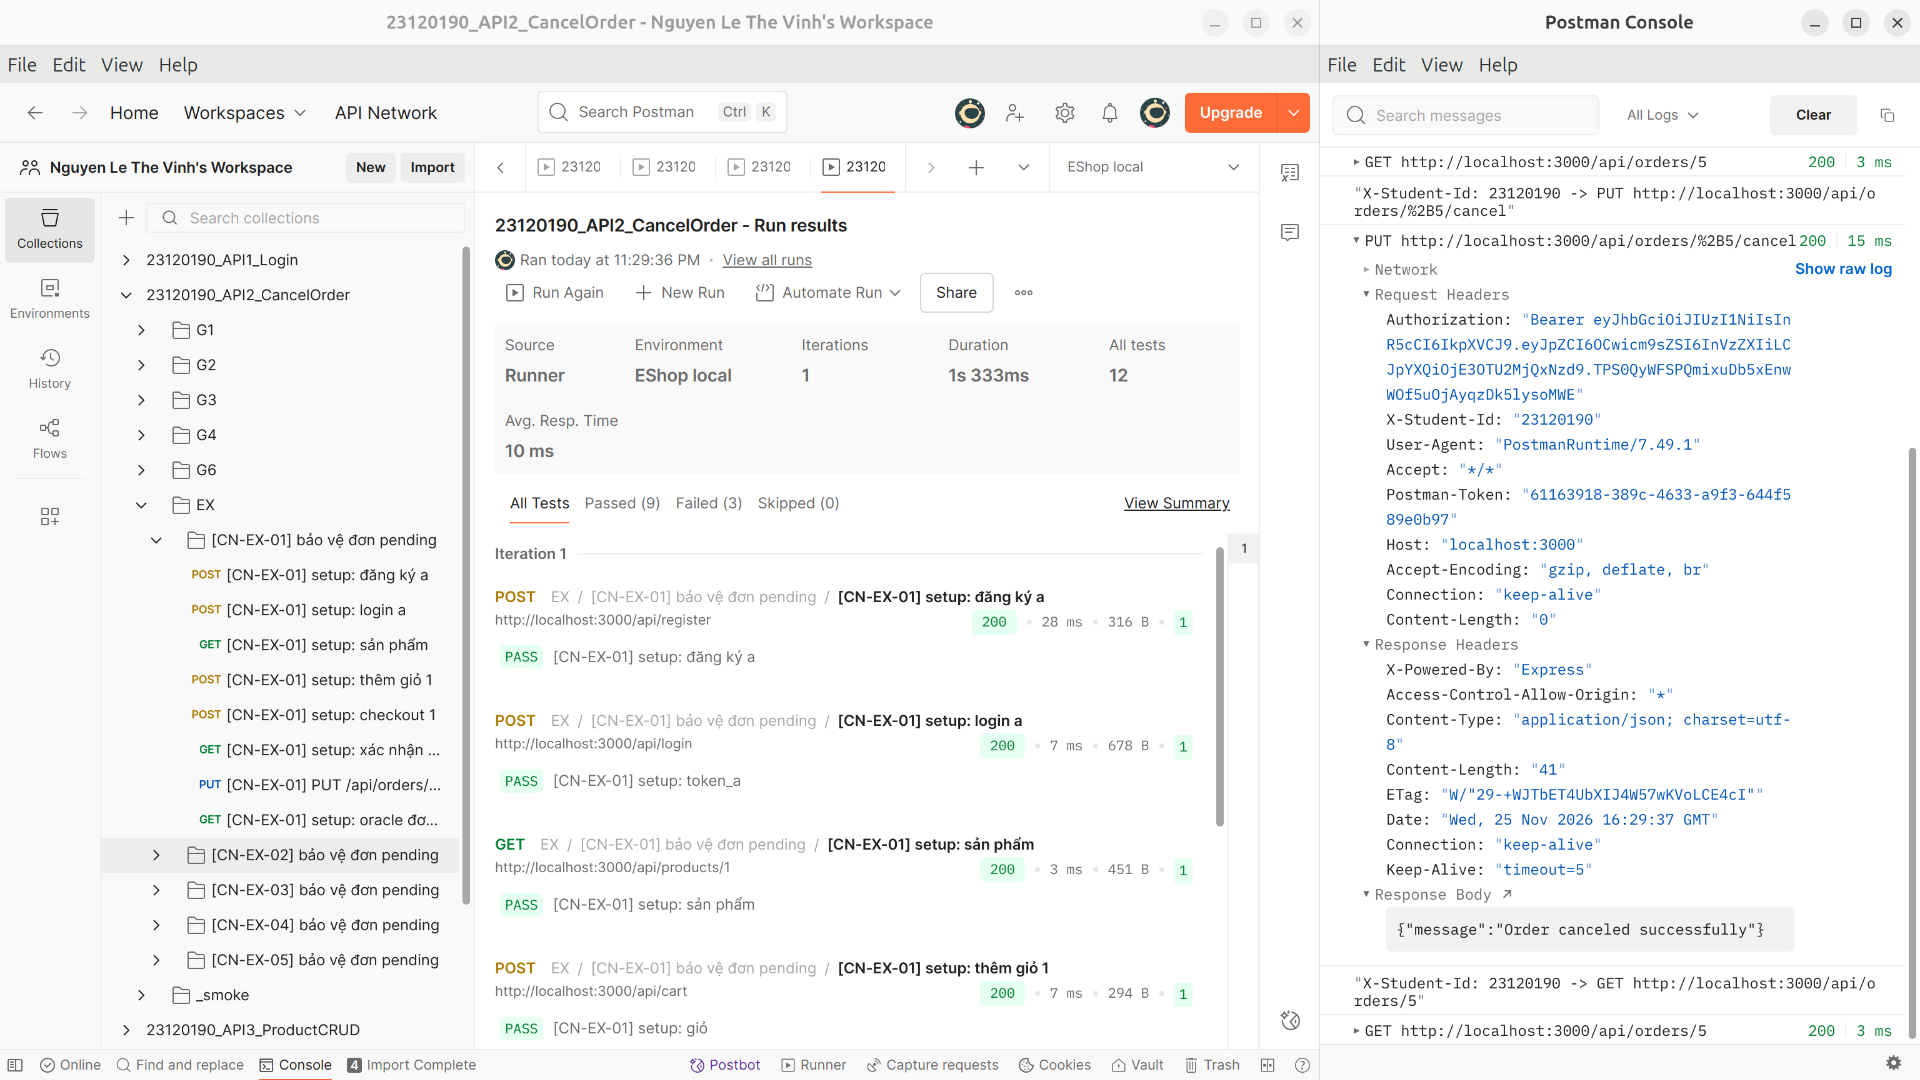 23120190_API2_CancelOrder - Nguyen Le The Vinh's Workspace
File Edit View Help
Home Workspaces API Network
Search Postman Ctrl K
Upgrade
Nguyen Le The Vinh's Workspace New Import
23120 23120 23120 23120
EShop local
Collections
Environments
History
Flows
Search collections
23120190_API1_Login
23120190_API2_CancelOrder
G1
G2
G3
G4
G6
EX
[CN-EX-01] bảo vệ đơn pending
POST [CN-EX-01] setup: đăng ký a
POST [CN-EX-01] setup: login a
GET [CN-EX-01] setup: sản phẩm
POST [CN-EX-01] setup: thêm giỏ 1
POST [CN-EX-01] setup: checkout 1
GET [CN-EX-01] setup: xác nhận ...
PUT [CN-EX-01] PUT /api/orders/...
GET [CN-EX-01] setup: oracle đơ...
[CN-EX-02] bảo vệ đơn pending
[CN-EX-03] bảo vệ đơn pending
[CN-EX-04] bảo vệ đơn pending
[CN-EX-05] bảo vệ đơn pending
_smoke
23120190_API3_ProductCRUD
23120190_API2_CancelOrder - Run results
Ran today at 11:29:36 PM · View all runs
Run Again New Run Automate Run Share
Source Environment Iterations Duration All tests
Runner EShop local 1 1s 333ms 12
Avg. Resp. Time
10 ms
All Tests Passed (9) Failed (3) Skipped (0) View Summary
Iteration 1
1
POST EX / [CN-EX-01] bảo vệ đơn pending / [CN-EX-01] setup: đăng ký a
http://localhost:3000/api/register 200 • 28 ms • 316 B • 1
PASS [CN-EX-01] setup: đăng ký a
POST EX / [CN-EX-01] bảo vệ đơn pending / [CN-EX-01] setup: login a
http://localhost:3000/api/login 200 • 7 ms • 678 B • 1
PASS [CN-EX-01] setup: token_a
GET EX / [CN-EX-01] bảo vệ đơn pending / [CN-EX-01] setup: sản phẩm
http://localhost:3000/api/products/1 200 • 3 ms • 451 B • 1
PASS [CN-EX-01] setup: sản phẩm
POST EX / [CN-EX-01] bảo vệ đơn pending / [CN-EX-01] setup: thêm giỏ 1
http://localhost:3000/api/cart 200 • 7 ms • 294 B • 1
PASS [CN-EX-01] setup: giỏ
Online Find and replace Console 4 Import Complete Postbot Runner Capture requests Cookies Vault Trash
Postman Console
File Edit View Help
Search messages All Logs Clear
GET http://localhost:3000/api/orders/5 200 3 ms
"X-Student-Id: 23120190 -> PUT http://localhost:3000/api/o
rders/%2B5/cancel"
PUT http://localhost:3000/api/orders/%2B5/cancel 200 15 ms
Network Show raw log
Request Headers
Authorization: "Bearer eyJhbGciOiJIUzI1NiIsIn
R5cCI6IkpXVCJ9.eyJpZCI6OCwicm9sZSI6InVzZXIiLC
JpYXQiOjE3OTU2MjQxNzd9.TPS0QyWFSPQmixuDb5xEnw
WOf5uOjAyqzDk5lysoMWE"
X-Student-Id: "23120190"
User-Agent: "PostmanRuntime/7.49.1"
Accept: "*/*"
Postman-Token: "61163918-389c-4633-a9f3-644f5
89e0b97"
Host: "localhost:3000"
Accept-Encoding: "gzip, deflate, br"
Connection: "keep-alive"
Content-Length: "0"
Response Headers
X-Powered-By: "Express"
Access-Control-Allow-Origin: "*"
Content-Type: "application/json; charset=utf-
8"
Content-Length: "41"
ETag: "W/"29-+WJTbET4UbXIJ4W57wKVoLCE4cI""
Date: "Wed, 25 Nov 2026 16:29:37 GMT"
Connection: "keep-alive"
Keep-Alive: "timeout=5"
Response Body
{"message":"Order canceled successfully"}
"X-Student-Id: 23120190 -> GET http://localhost:3000/api/o
rders/5"
GET http://localhost:3000/api/orders/5 200 3 ms